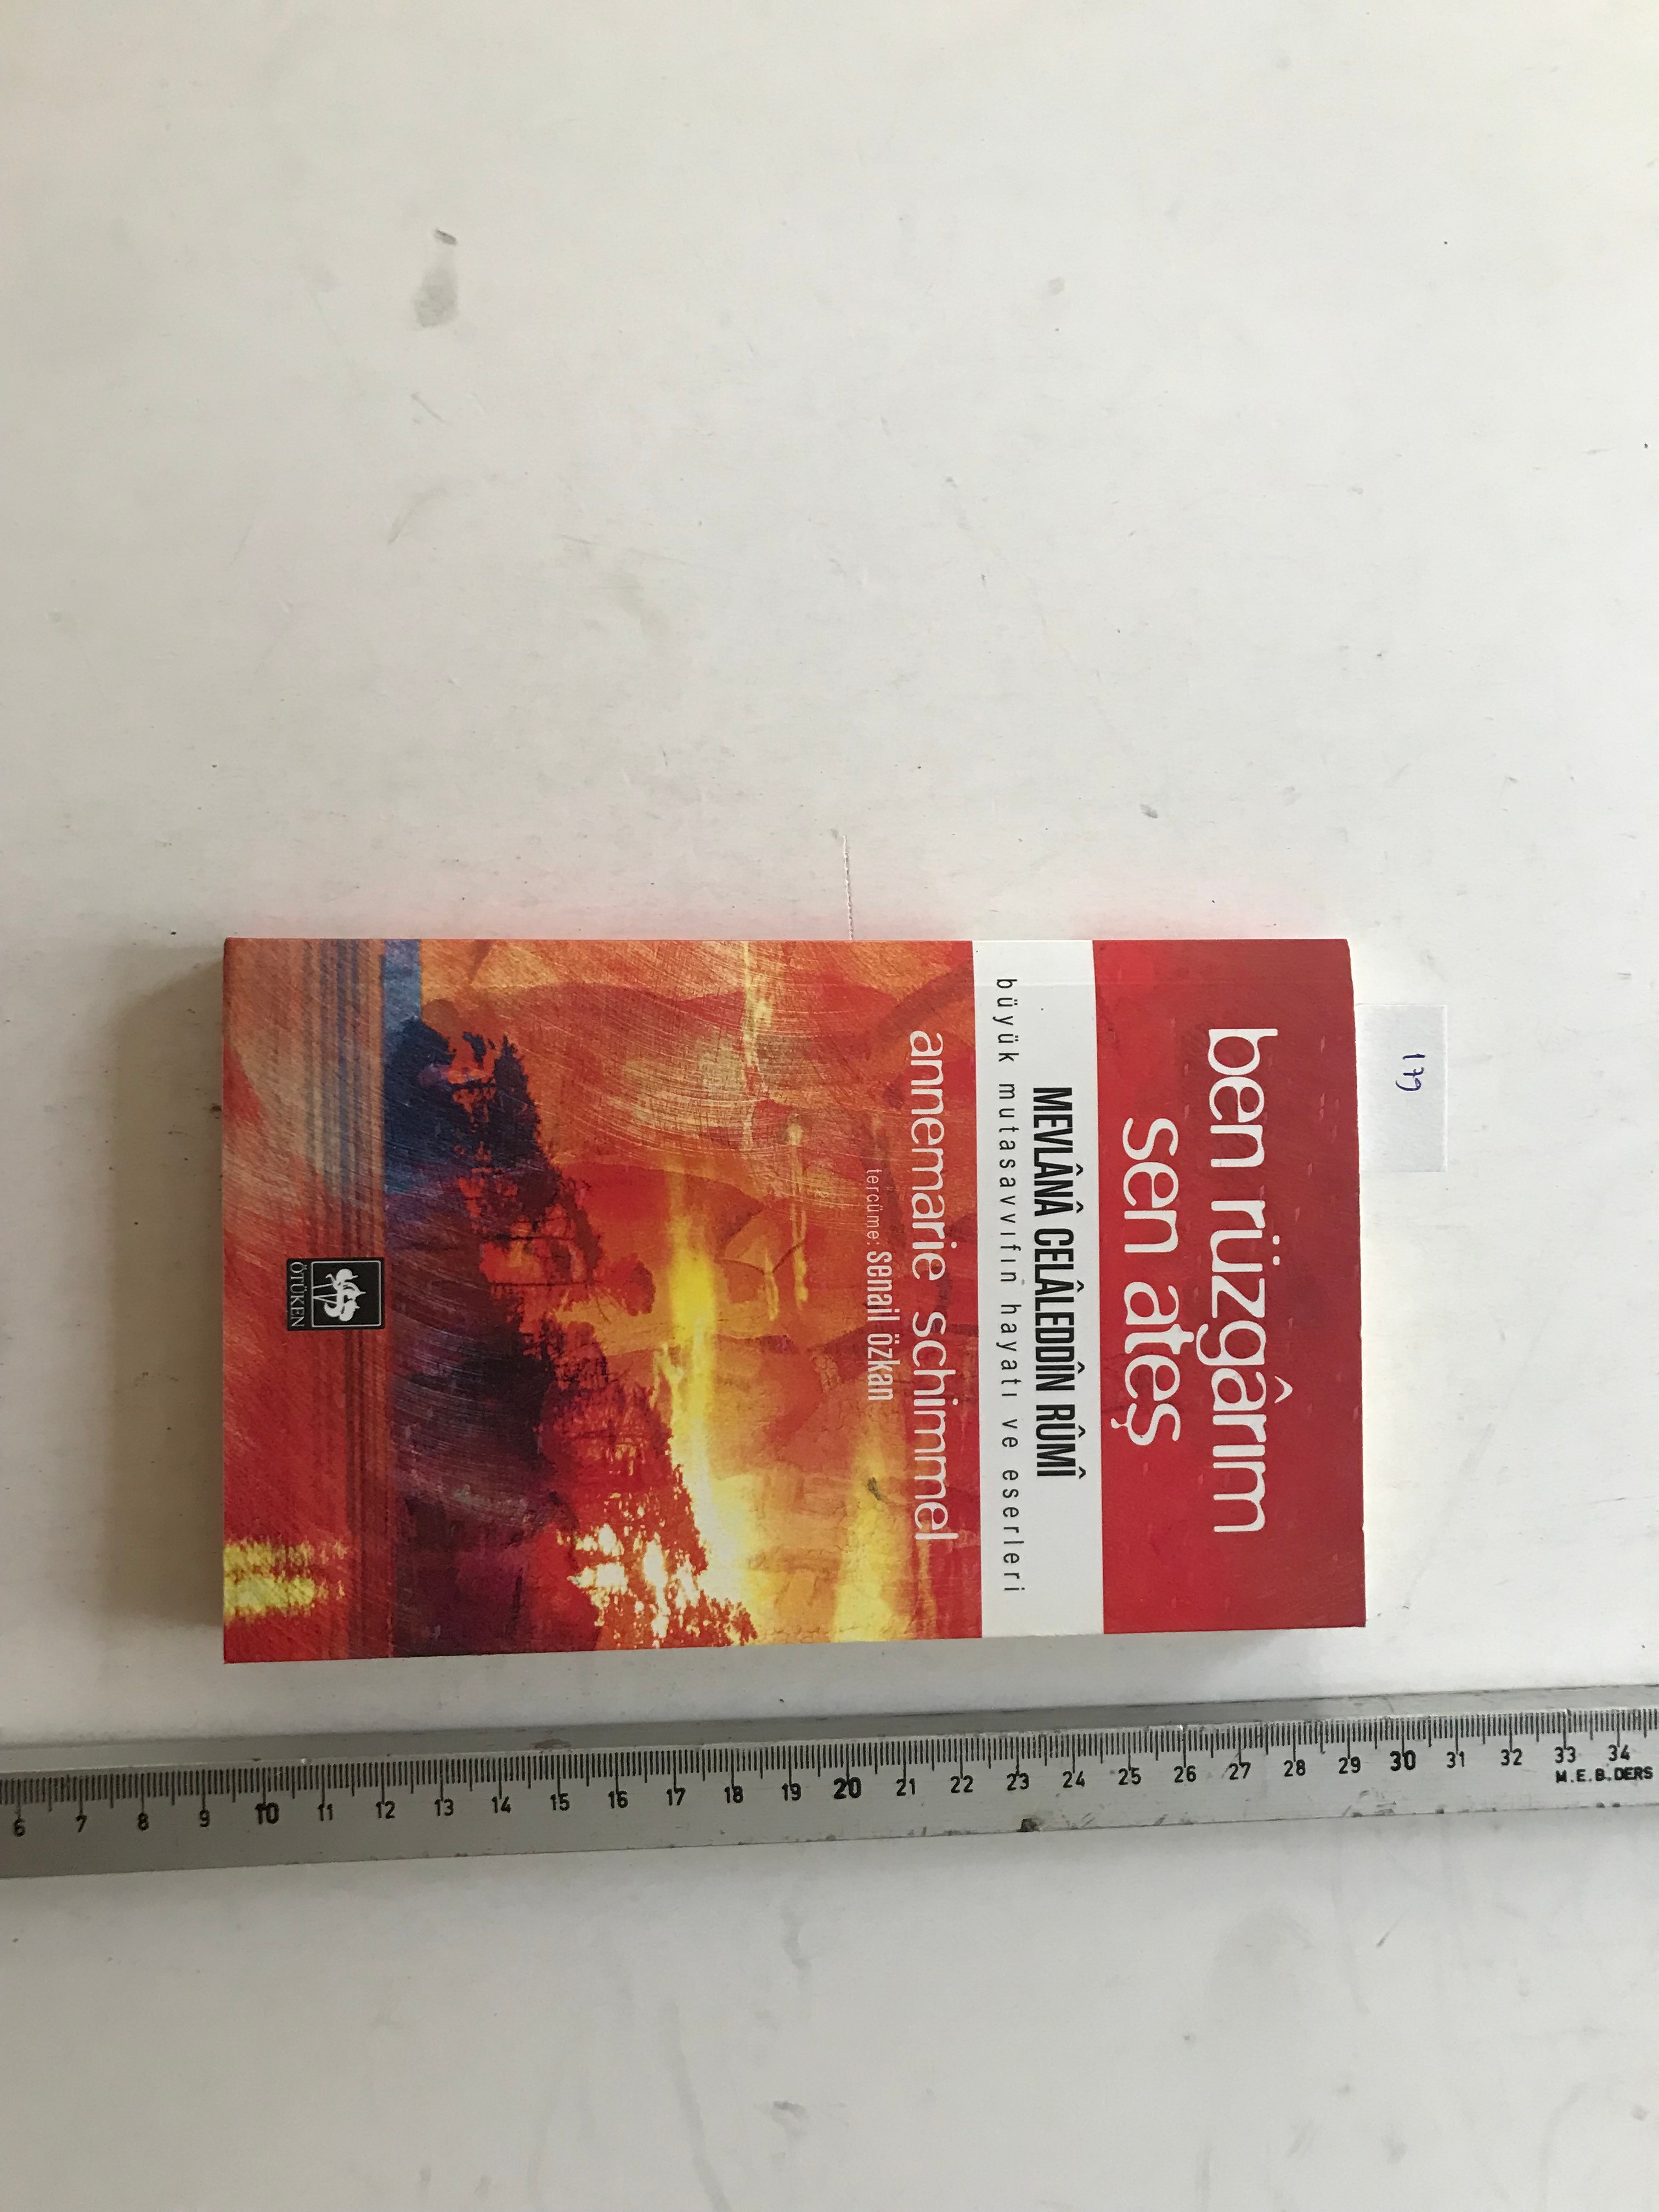 179
ben rüzgârım
sen ateş
MEVLÂNÂ CELÂLEDDÎN RÛMÎ
büyük mutasavvıfın hayatı ve eserleri
annemarie schimmel
tercüme: senail özkan
ÖTÜKEN
6 7 8 9 10 11 12 13 14 15 16 17 18 19 20 21 22 23 24 25 26 27 28 29 30 31 32 33 34
M.E.B.DERS